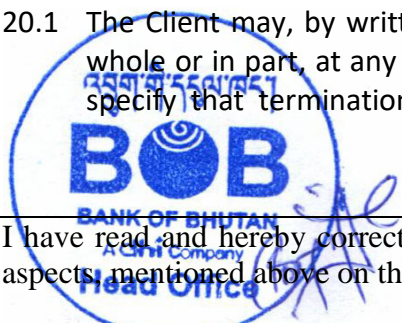 20.1 The Client may, by writt
whole or in part, at any
specify that termination
BOB
BANK OF BHUTAN
A DHI Company
Head Office
I have read and hereby correct
aspects, mentioned above on th